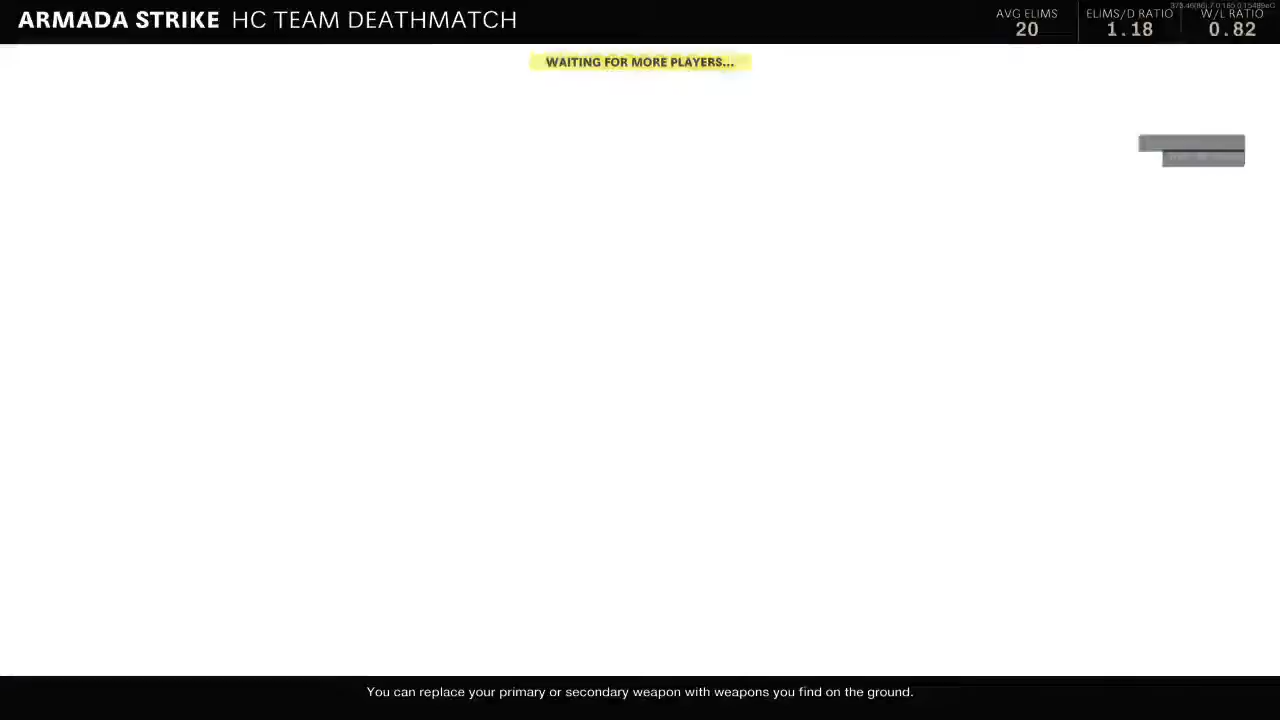 ARMADA STRIKE HC TEAM DEATHMATCH
AVG ELIMS
20
ELIMS/D RATIO
1.18
W/L RATIO
0.82
WAITING FOR MORE PLAYERS...
You can replace your primary or secondary weapon with weapons you find on the ground.